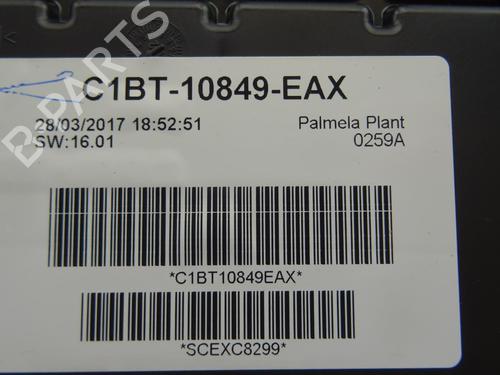 C1BT-10849-EAX
28/03/2017 18:52:51
SW:16.01
Palmela Plant
0259A
*C1BT10849EAX*
*SCEXC8299*
B-PARTS